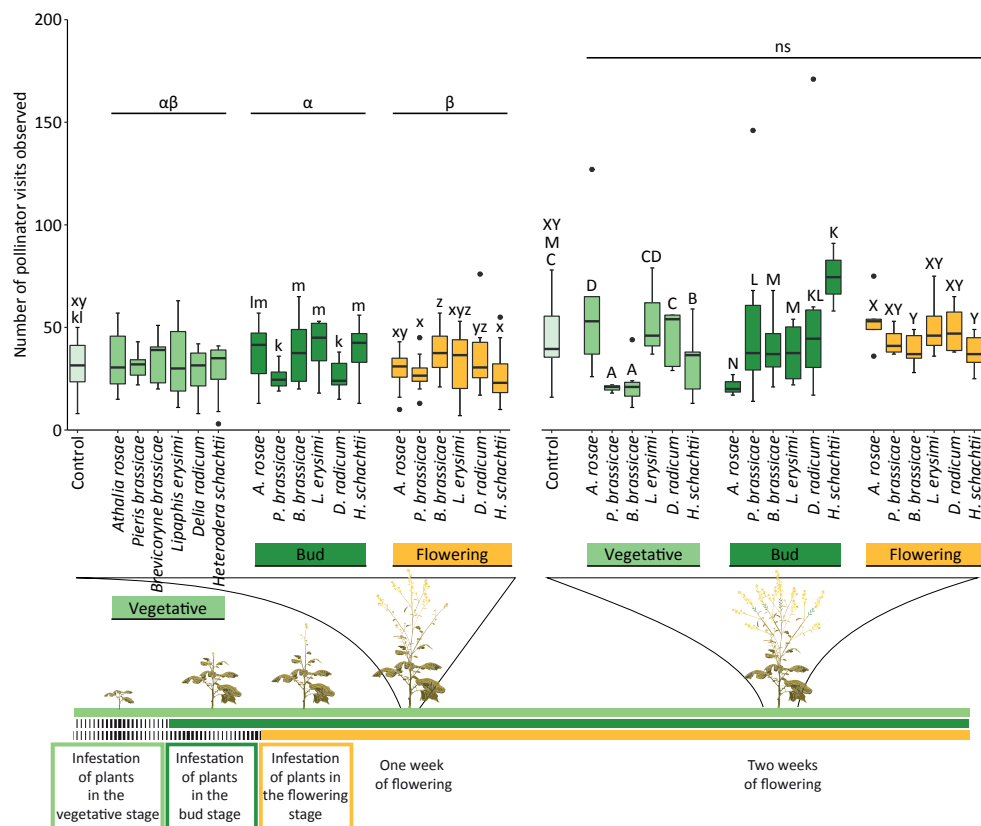 Number of pollinator visits observed
200
150
100
50
0
αβ
α
β
ns
xy
kl
lm
k
m
m
k
m
xy
x
z
xyz
yz
x
XY
M
C
D
A
A
CD
C
B
N
L
M
M
KL
K
X
XY
Y
XY
XY
Y
Control
Athalia rosae
Pieris brassicae
Brevicoryne brassicae
Lipaphis erysimi
Delia radicum
Heterodera schachtii
A. rosae
P. brassicae
B. brassicae
L. erysimi
D. radicum
H. schachtii
A. rosae
P. brassicae
B. brassicae
L. erysimi
D. radicum
H. schachtii
Control
A. rosae
P. brassicae
B. brassicae
L. erysimi
D. radicum
H. schachtii
A. rosae
P. brassicae
B. brassicae
L. erysimi
D. radicum
H. schachtii
A. rosae
P. brassicae
B. brassicae
L. erysimi
D. radicum
H. schachtii
Vegetative
Bud
Flowering
Vegetative
Bud
Flowering
Infestation
of plants
in the
vegetative stage
Infestation
of plants
in the
bud stage
Infestation
of plants in
the flowering
stage
One week
of flowering
Two weeks
of flowering